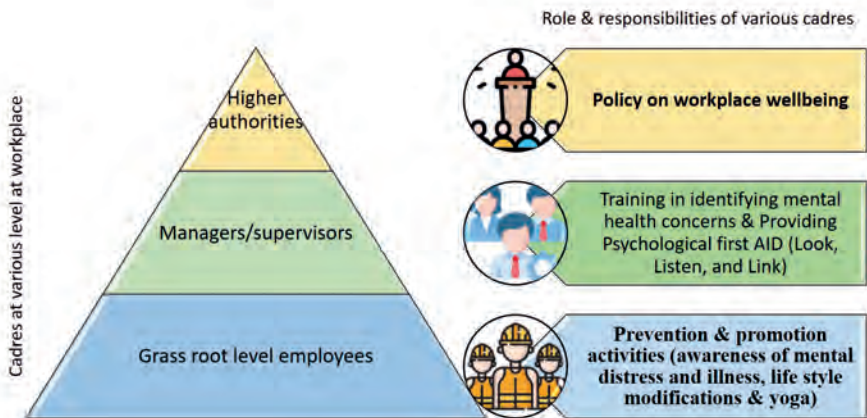 Role & responsibilities of various cadres
Cadres at various level at workplace
Higher
authorities
Policy on workplace wellbeing
Managers/supervisors
Training in identifying mental
health concerns & Providing
Psychological first AID (Look,
Listen, and Link)
Grass root level employees
Prevention & promotion
activities (awareness of mental
distress and illness, life style
modifications & yoga)